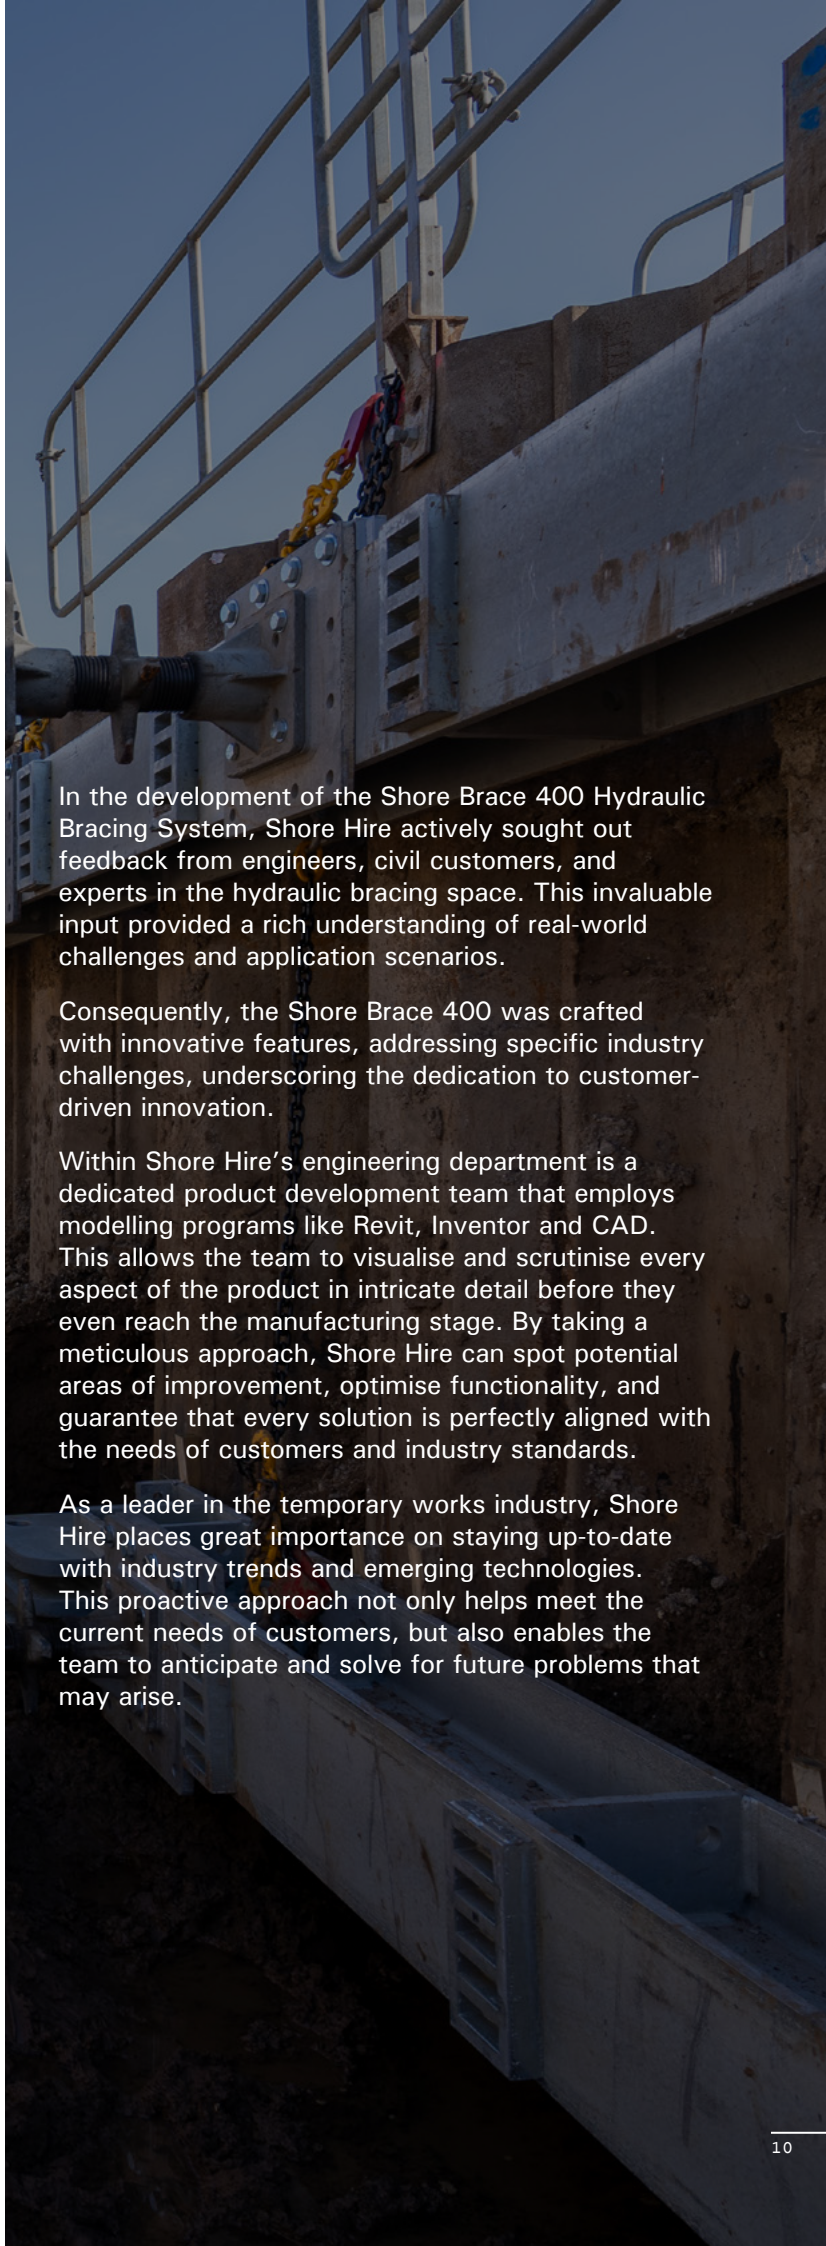 In the development of the Shore Brace 400 Hydraulic
Bracing System, Shore Hire actively sought out
feedback from engineers, civil customers, and
experts in the hydraulic bracing space. This invaluable
input provided a rich understanding of real-world
challenges and application scenarios.
Consequently, the Shore Brace 400 was crafted
with innovative features, addressing specific industry
challenges, underscoring the dedication to customer-
driven innovation.
Within Shore Hire’s engineering department is a
dedicated product development team that employs
modelling programs like Revit, Inventor and CAD.
This allows the team to visualise and scrutinise every
aspect of the product in intricate detail before they
even reach the manufacturing stage. By taking a
meticulous approach, Shore Hire can spot potential
areas of improvement, optimise functionality, and
guarantee that every solution is perfectly aligned with
the needs of customers and industry standards.
As a leader in the temporary works industry, Shore
Hire places great importance on staying up-to-date
with industry trends and emerging technologies.
This proactive approach not only helps meet the
current needs of customers, but also enables the
team to anticipate and solve for future problems that
may arise.
10